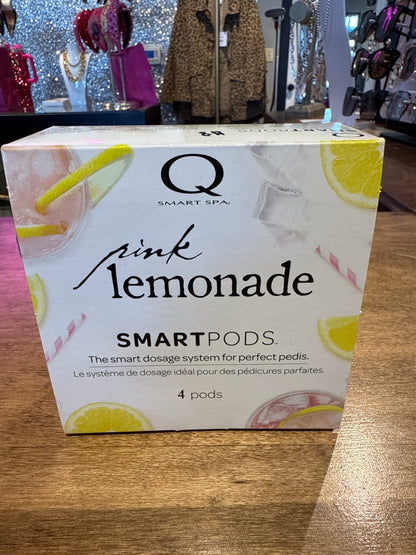 Q
SMART SPA.
pink
lemonade
SMARTPODS™
The smart dosage system for perfect pedis.
Le système de dosage idéal pour des pédicures parfaites.
4 pods